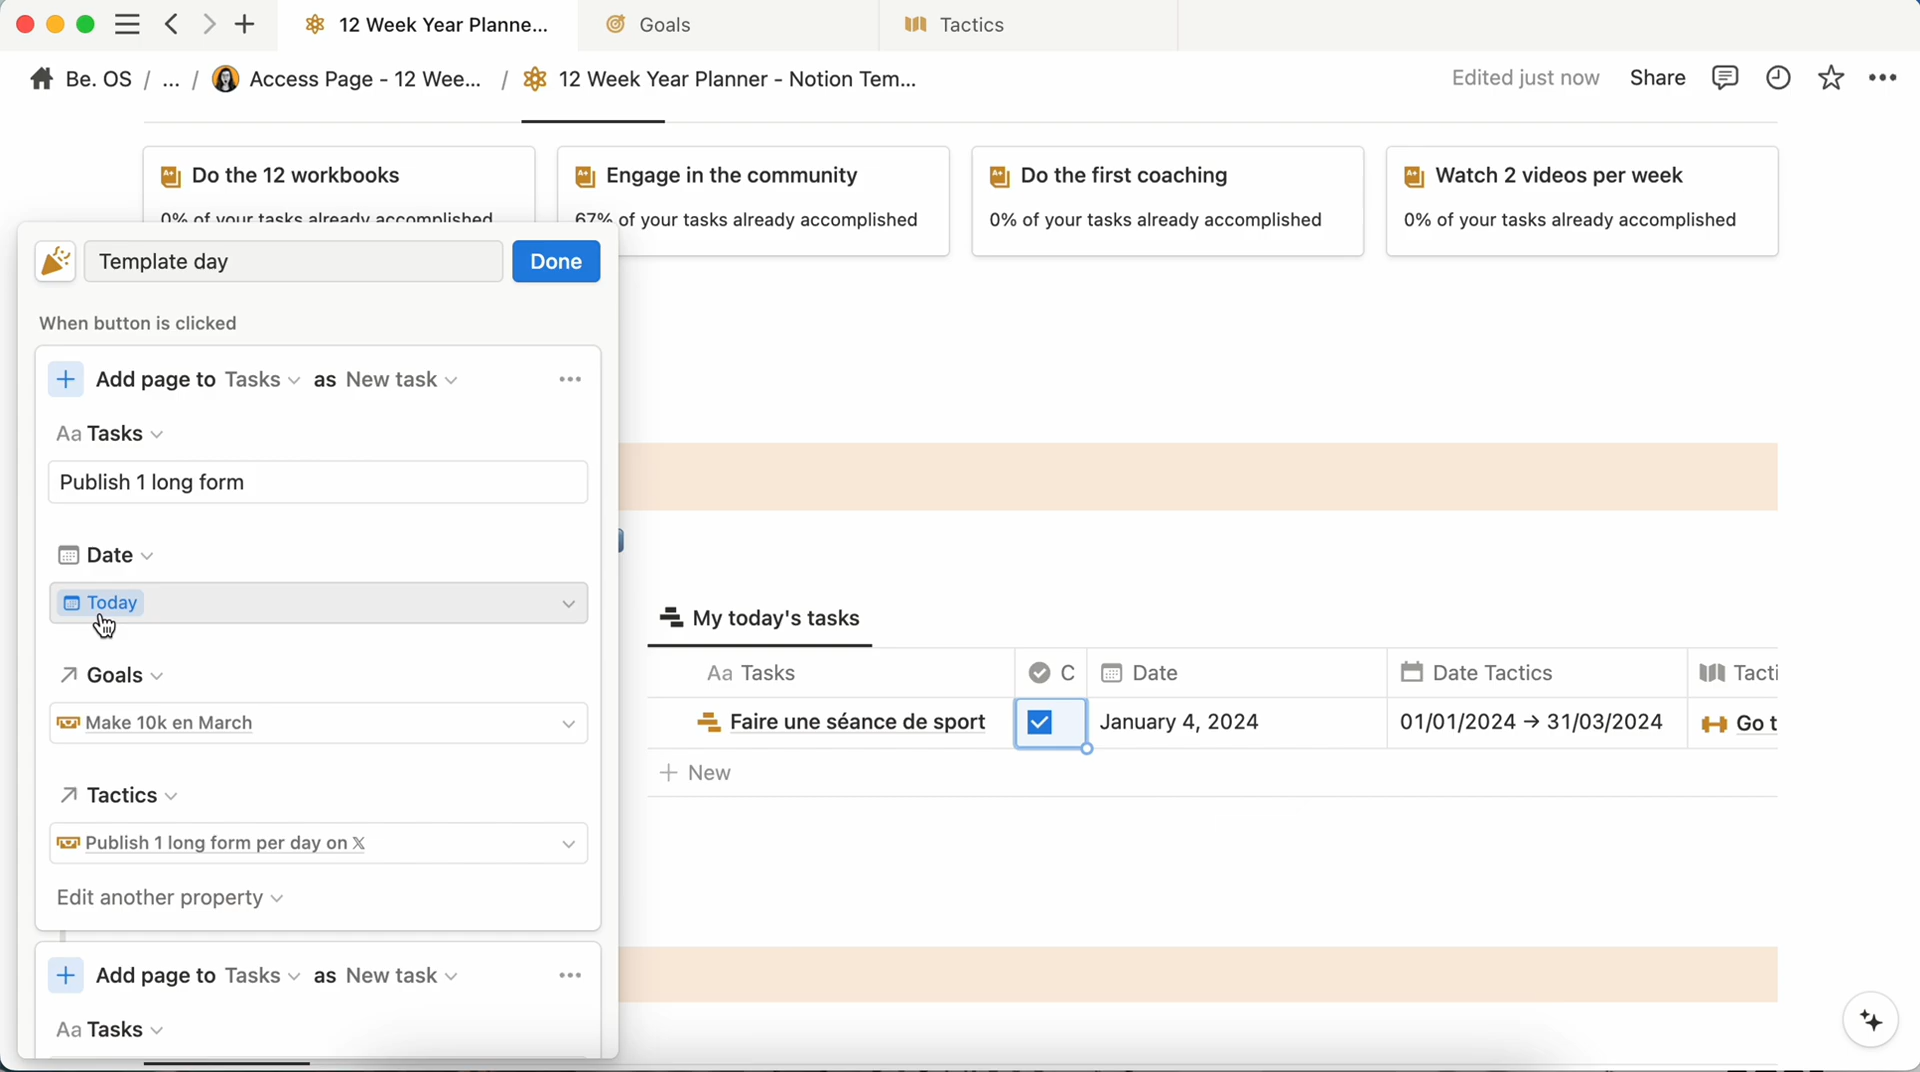 12 Week Year Planne...
Goals
Tactics
Be. OS / ... / Access Page - 12 Wee... / 12 Week Year Planner - Notion Tem...
Edited just now
Share
Do the 12 workbooks
0% of your tasks already accomplished
Engage in the community
67% of your tasks already accomplished
Do the first coaching
0% of your tasks already accomplished
Watch 2 videos per week
0% of your tasks already accomplished
Template day
Done
When button is clicked
Add page to Tasks as New task
Aa Tasks
Publish 1 long form
Date
Today
Goals
Make 10k en March
Tactics
Publish 1 long form per day on 𝕏
Edit another property
Add page to Tasks as New task
Aa Tasks
My today's tasks
Aa Tasks
C
Date
Date Tactics
Tacti
Faire une séance de sport
January 4, 2024
01/01/2024 → 31/03/2024
Go t
+ New